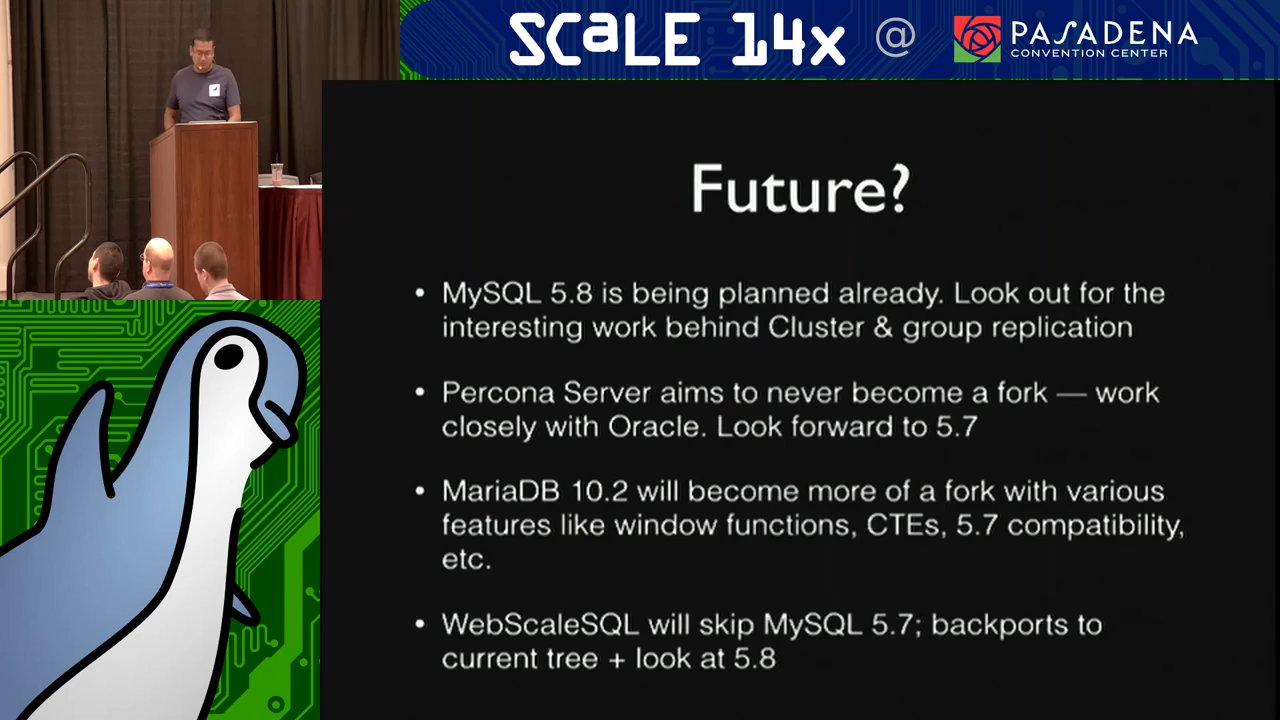 SCaLE 14x @ PASADENA
CONVENTION CENTER
Future?
• MySQL 5.8 is being planned already. Look out for the
interesting work behind Cluster & group replication
• Percona Server aims to never become a fork — work
closely with Oracle. Look forward to 5.7
• MariaDB 10.2 will become more of a fork with various
features like window functions, CTEs, 5.7 compatibility,
etc.
• WebScaleSQL will skip MySQL 5.7; backports to
current tree + look at 5.8